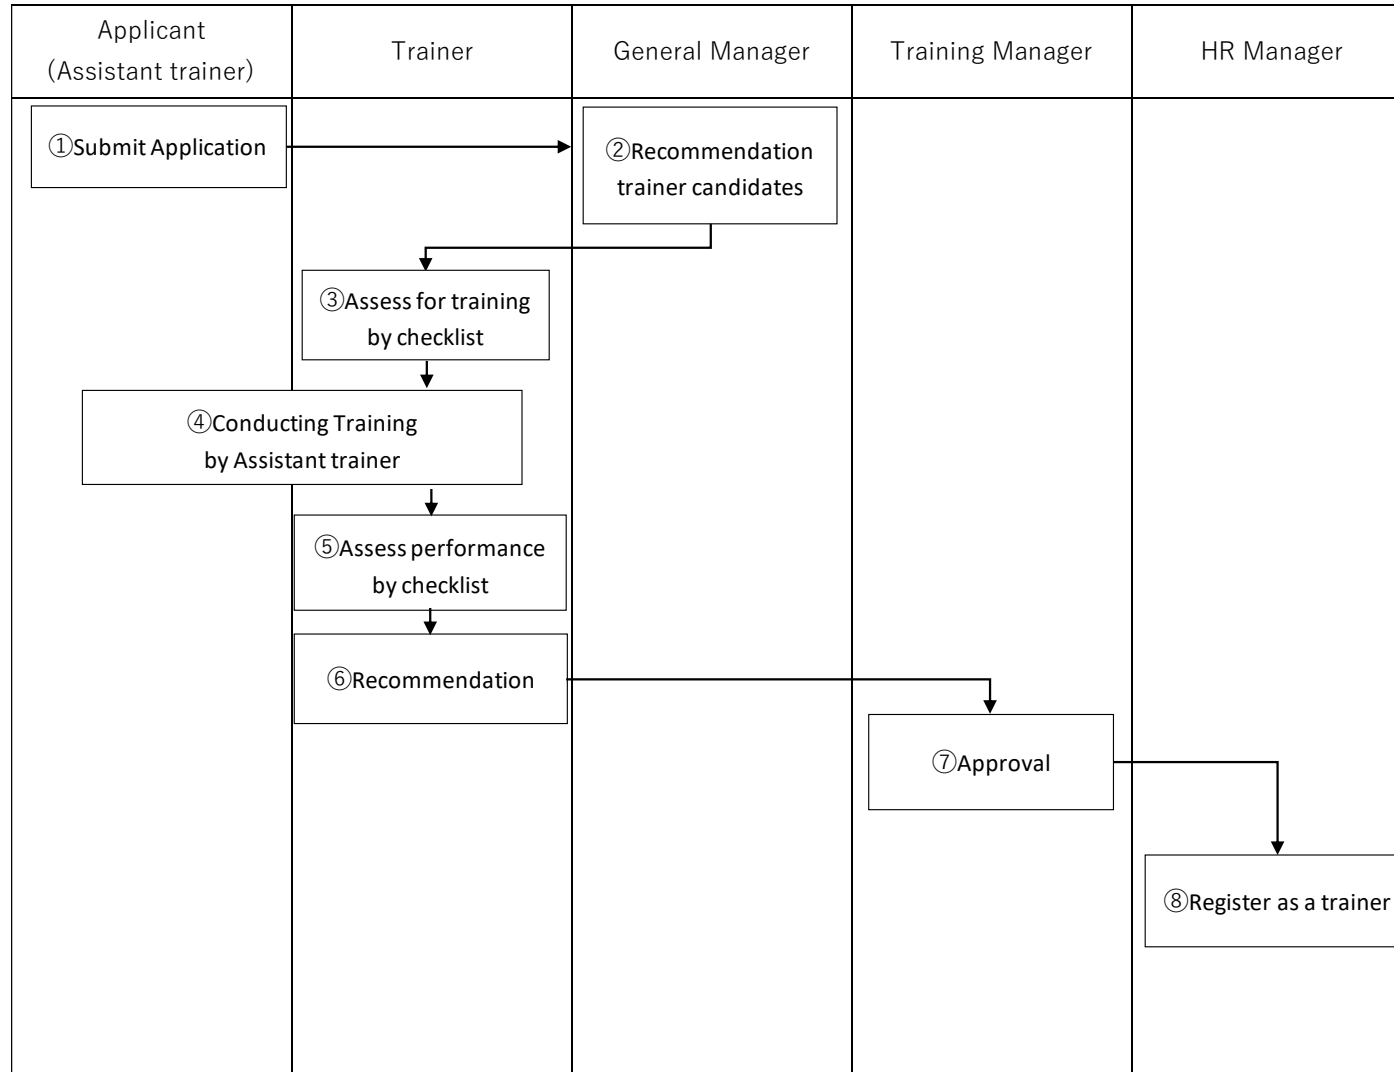 Applicant
(Assistant trainer)
Trainer
General Manager
Training Manager
HR Manager
①Submit Application
②Recommendation
trainer candidates
③Assess for training
by checklist
④Conducting Training
by Assistant trainer
⑤Assess performance
by checklist
⑥Recommendation
⑦Approval
⑧Register as a trainer